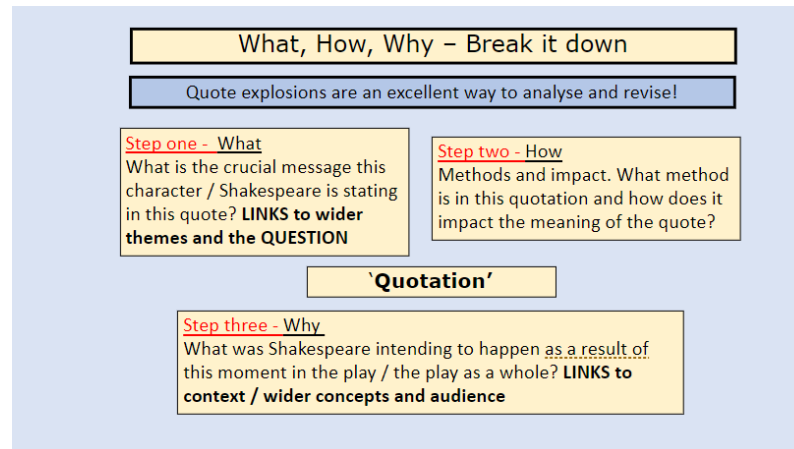 What, How, Why – Break it down
Quote explosions are an excellent way to analyse and revise!
Step one - What
What is the crucial message this
character / Shakespeare is stating
in this quote? LINKS to wider
themes and the QUESTION
Step two - How
Methods and impact. What method
is in this quotation and how does it
impact the meaning of the quote?
`Quotation’
Step three - Why
What was Shakespeare intending to happen as a result of
this moment in the play / the play as a whole? LINKS to
context / wider concepts and audience